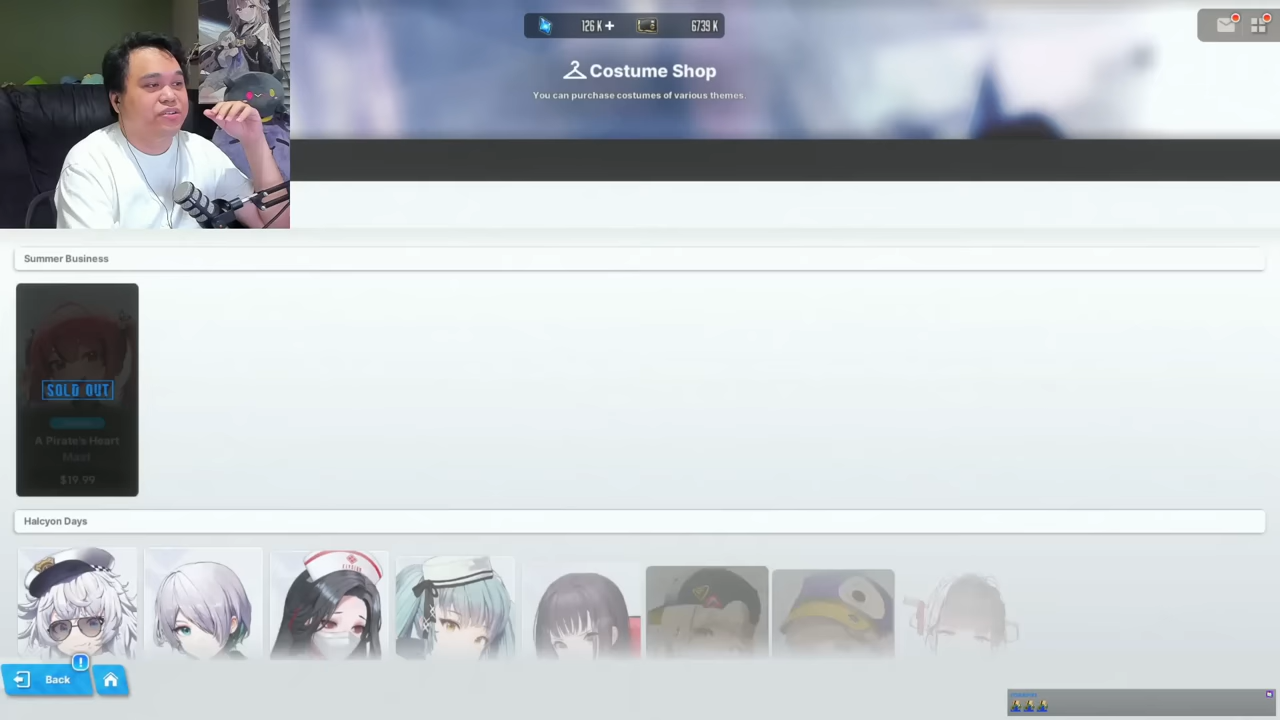 126 K +
6739 K
Costume Shop
You can purchase costumes of various themes.
Summer Business
SOLD OUT
A Pirate's Heart
Mast
$19.99
Halcyon Days
Back